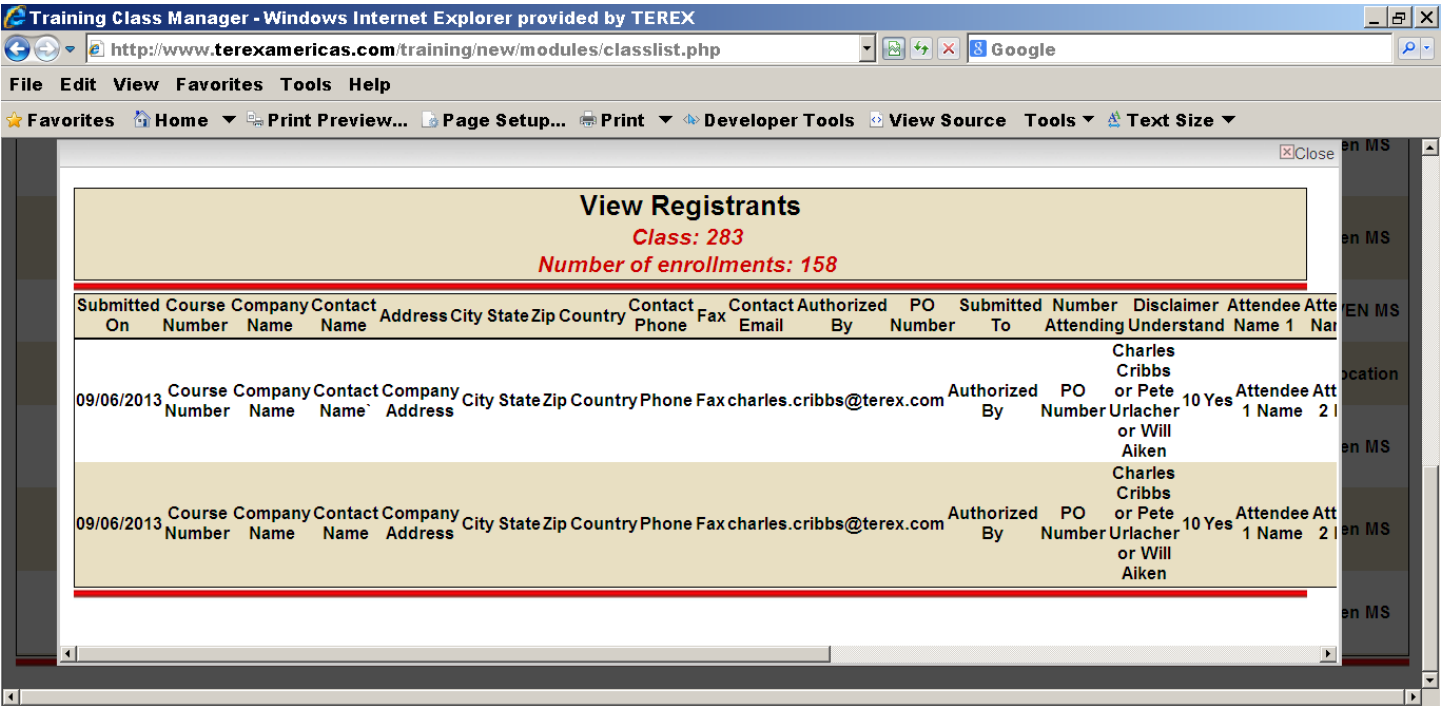 Training Class Manager - Windows Internet Explorer provided by TEREX
http://www.terexamericas.com/training/new/modules/classlist.php Google
File Edit View Favorites Tools Help
Favorites Home Print Preview... Page Setup... Print Developer Tools View Source Tools Text Size
Close en MS
View Registrants
Class: 283
en MS
Number of enrollments: 158
Submitted Course Company Contact Address City State Zip Country Contact Fax Contact Authorized PO Submitted Number Disclaimer Attendee Atte EN MS
On Number Name Name Phone Email By Number To Attending Understand Name 1 Nar
Charles
Cribbs
ocation
09/06/2013 Course Company Contact Company City State Zip Country Phone Fax charles.cribbs@terex.com Authorized PO or Pete 10 Yes Attendee Att
Number Name Name` Address By Number Urlacher 1 Name 2
or Will
Aiken en MS
Charles
Cribbs
09/06/2013 Course Company Contact Company City State Zip Country Phone Fax charles.cribbs@terex.com Authorized PO or Pete 10 Yes Attendee Att
Number Name Name Address By Number Urlacher 1 Name 2 en MS
or Will
Aiken
en MS